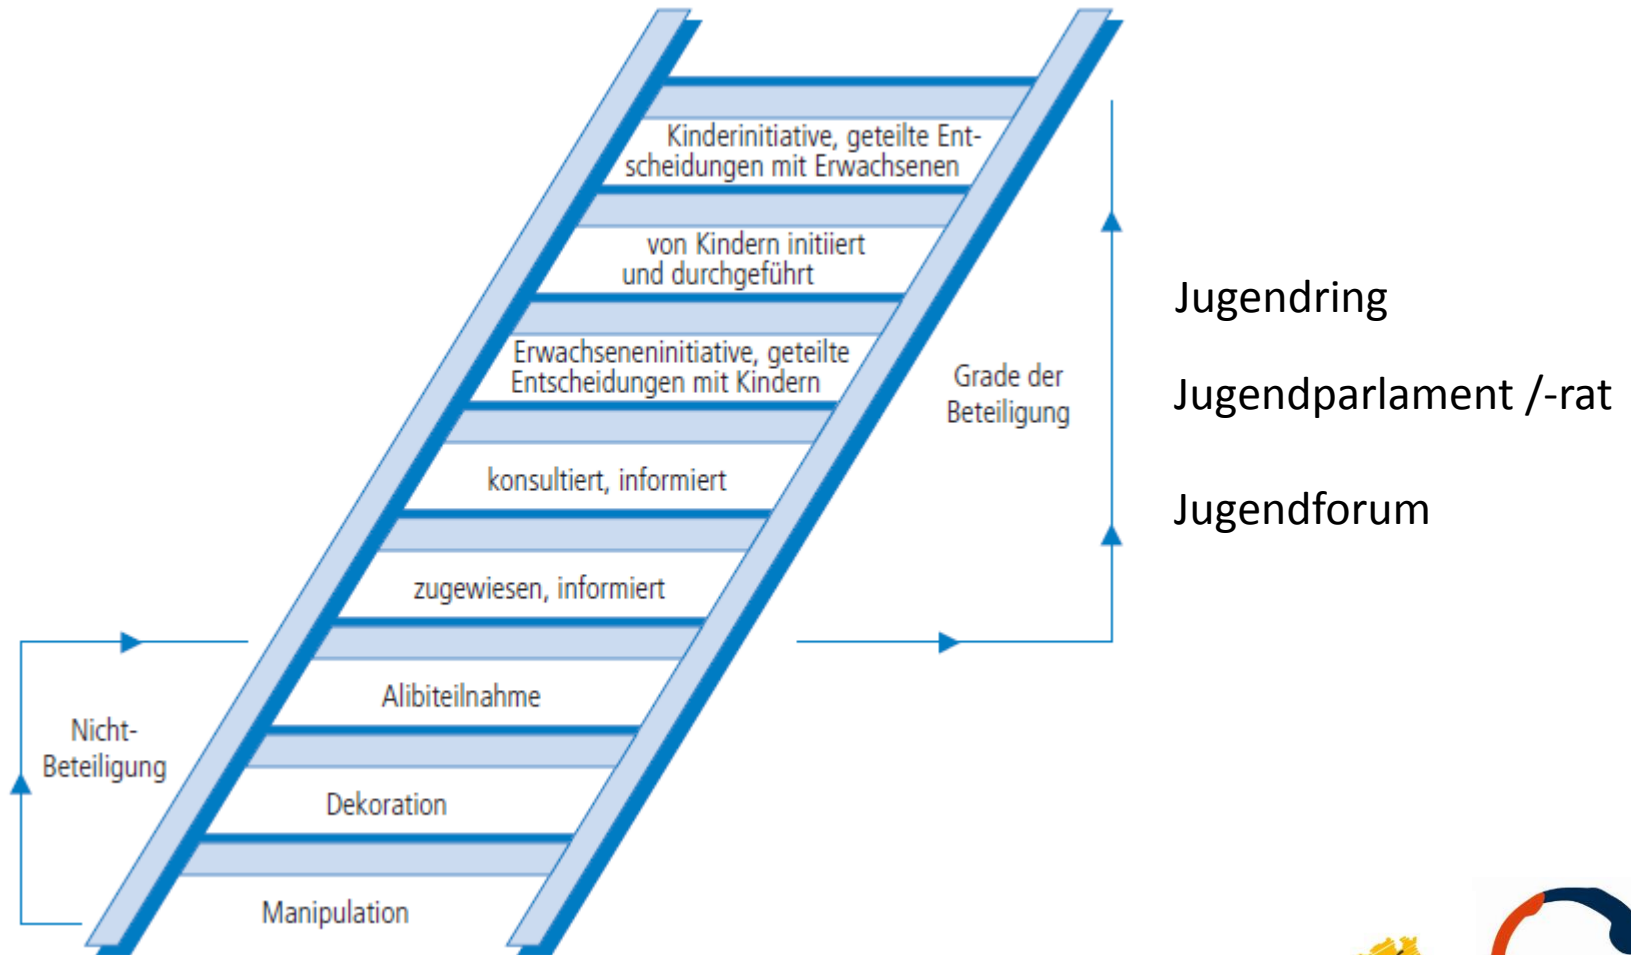 Kinderinitiative, geteilte Ent-
scheidungen mit Erwachsenen
von Kindern initiiert
und durchgeführt
Erwachseneninitiative, geteilte
Entscheidungen mit Kindern
konsultiert, informiert
zugewiesen, informiert
Alibiteilnahme
Dekoration
Manipulation
Nicht-
Beteiligung
Grade der
Beteiligung
Jugendring
Jugendparlament /-rat
Jugendforum